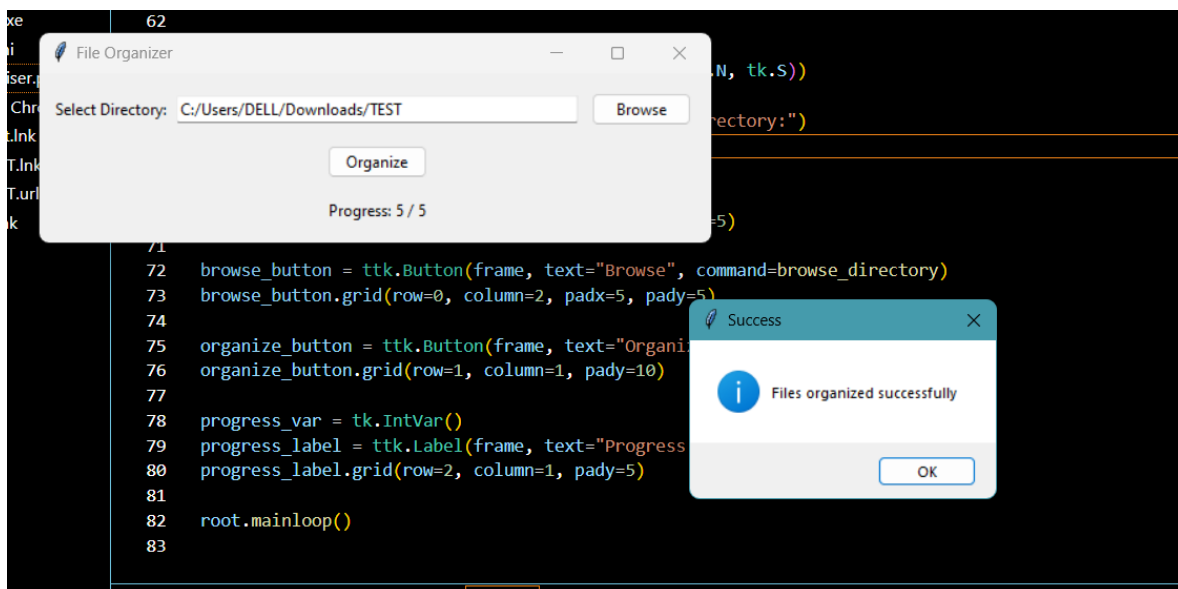 xe
62
ni
File Organizer
iser.p
.N, tk.S))
Chr
Select Directory: C:/Users/DELL/Downloads/TEST Browse
rectory:")
t.lnk
T.lnk
Organize
T.url
Progress: 5 / 5
k
=5)
71
72 browse_button = ttk.Button(frame, text="Browse", command=browse_directory)
73 browse_button.grid(row=0, column=2, padx=5, pady=5)
74
Success
75 organize_button = ttk.Button(frame, text="Organi
76 organize_button.grid(row=1, column=1, pady=10)
77
Files organized successfully
78 progress_var = tk.IntVar()
79 progress_label = ttk.Label(frame, text="Progress
80 progress_label.grid(row=2, column=1, pady=5)
OK
81
82 root.mainloop()
83